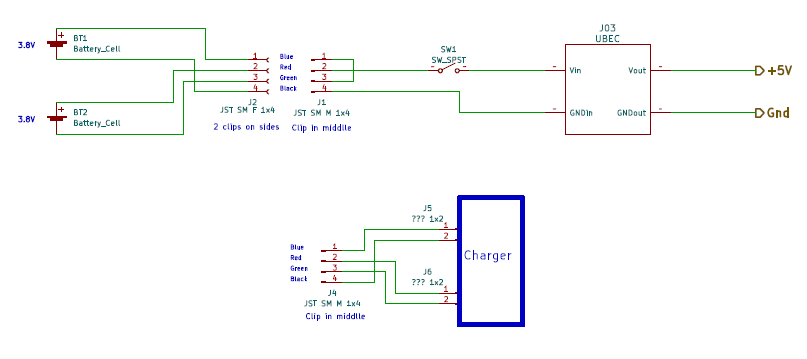 3.8V
+
BT1
Battery_Cell
3.8V
+
BT2
Battery_Cell
1
2
3
4
J2
JST SM F 1x4
2 clips on sides
Blue
Red
Green
Black
1
2
3
4
J1
JST SM M 1x4
Clip in middlle
SW1
SW_SPST
J03
UBEC
Vin
Vout
GNDin
GNDout
+5V
Gnd
Blue
Red
Green
Black
1
2
3
4
J4
JST SM M 1x4
Clip in middlle
J5
??? 1x2
1
2
J6
??? 1x2
1
2
Charger